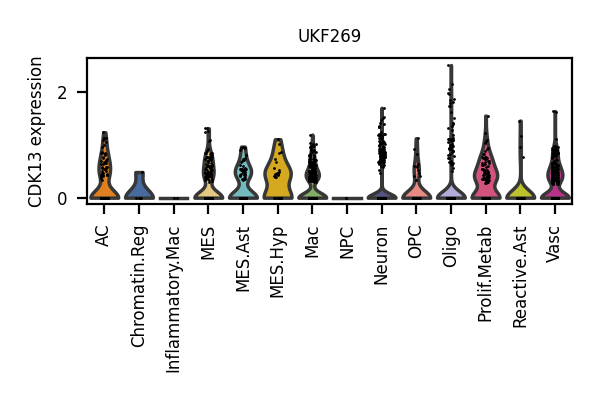 UKF269
CDK13 expression
2
0
AC
Chromatin.Reg
Inflammatory.Mac
MES
MES.Ast
MES.Hyp
Mac
NPC
Neuron
OPC
Oligo
Prolif.Metab
Reactive.Ast
Vasc